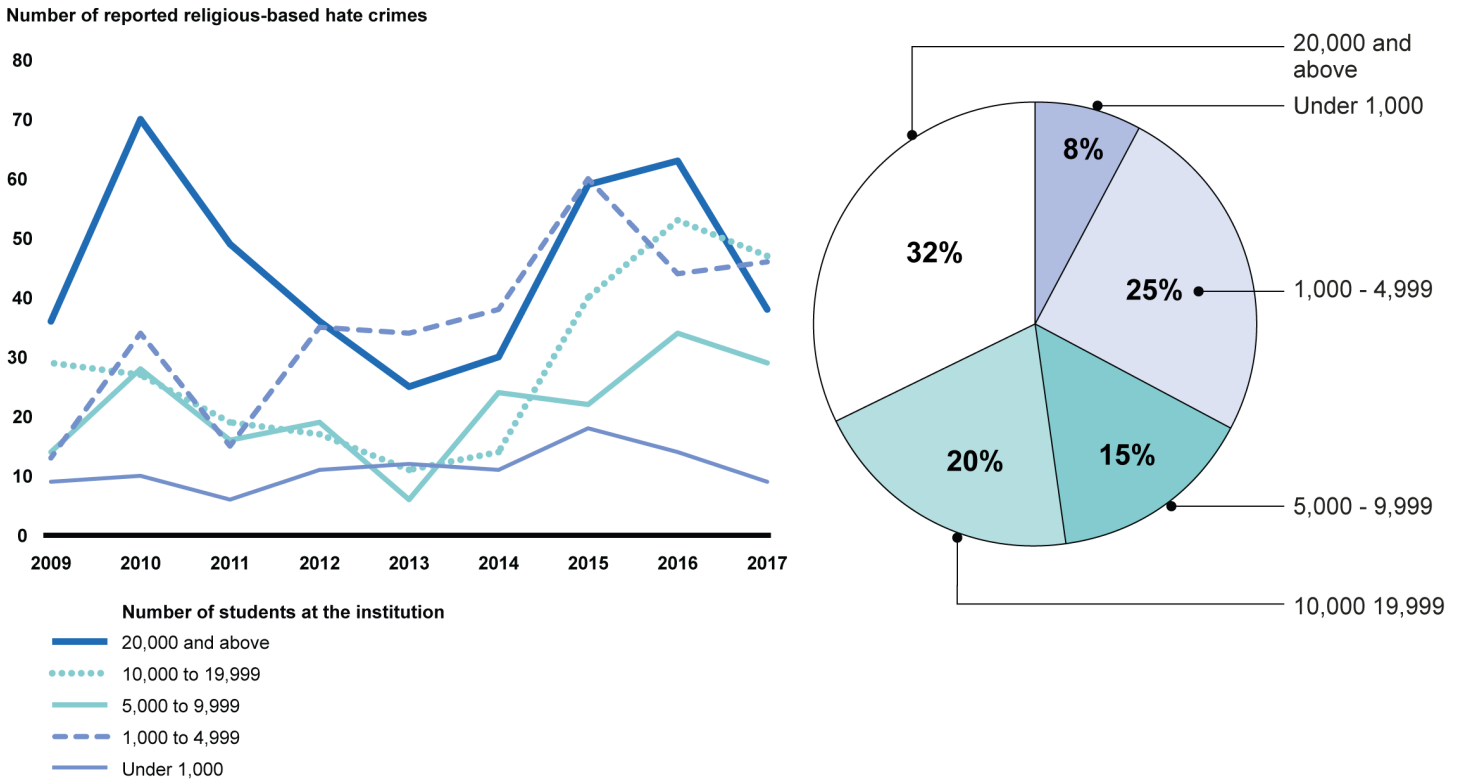 Number of reported religious-based hate crimes
80
70
60
50
40
30
20
10
0
2009 2010 2011 2012 2013 2014 2015 2016 2017
Number of students at the institution
20,000 and above
10,000 to 19,999
5,000 to 9,999
1,000 to 4,999
Under 1,000
20,000 and
above
Under 1,000
8%
32%
25%
1,000 - 4,999
20%
15%
5,000 - 9,999
10,000 19,999